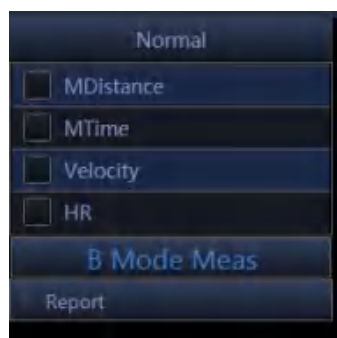 Normal
MDistance
MTime
Velocity
HR
B Mode Meas
Report